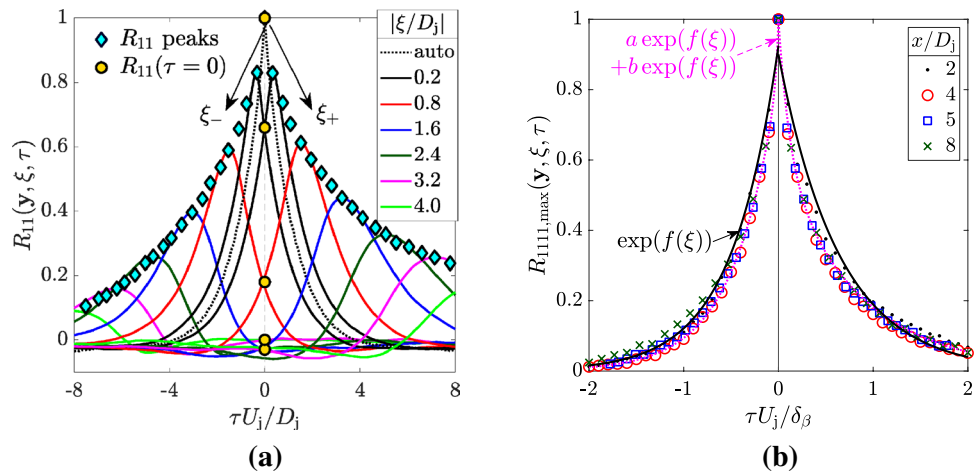 (a)
R₁₁ peaks
R₁₁(τ = 0)
|ξ/Dⱼ|
auto
0.2
0.8
1.6
2.4
3.2
4.0
ξ₋
ξ₊
R₁₁(y, ξ, τ)
1
0.8
0.6
0.4
0.2
0
-8
-4
0
4
8
τUⱼ/Dⱼ
(a)
b)
a exp(f(ξ))
+b exp(f(ξ))
x/Dⱼ
2
4
5
8
exp(f(ξ))
R₁₁₁₁,max(y, ξ, τ)
1
0.8
0.6
0.4
0.2
0
-2
-1
0
1
2
τUⱼ/δᵦ
(b)